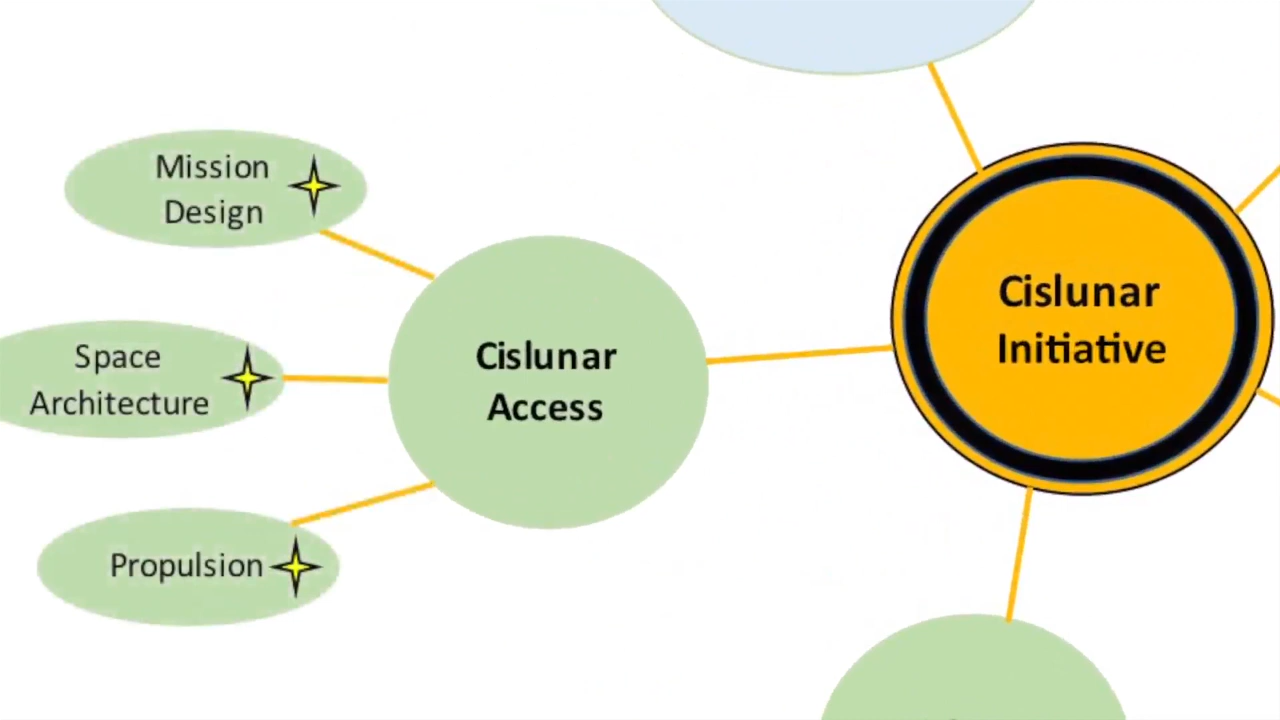 Mission
Design
Space
Architecture
Propulsion
Cislunar
Access
Cislunar
Initiative